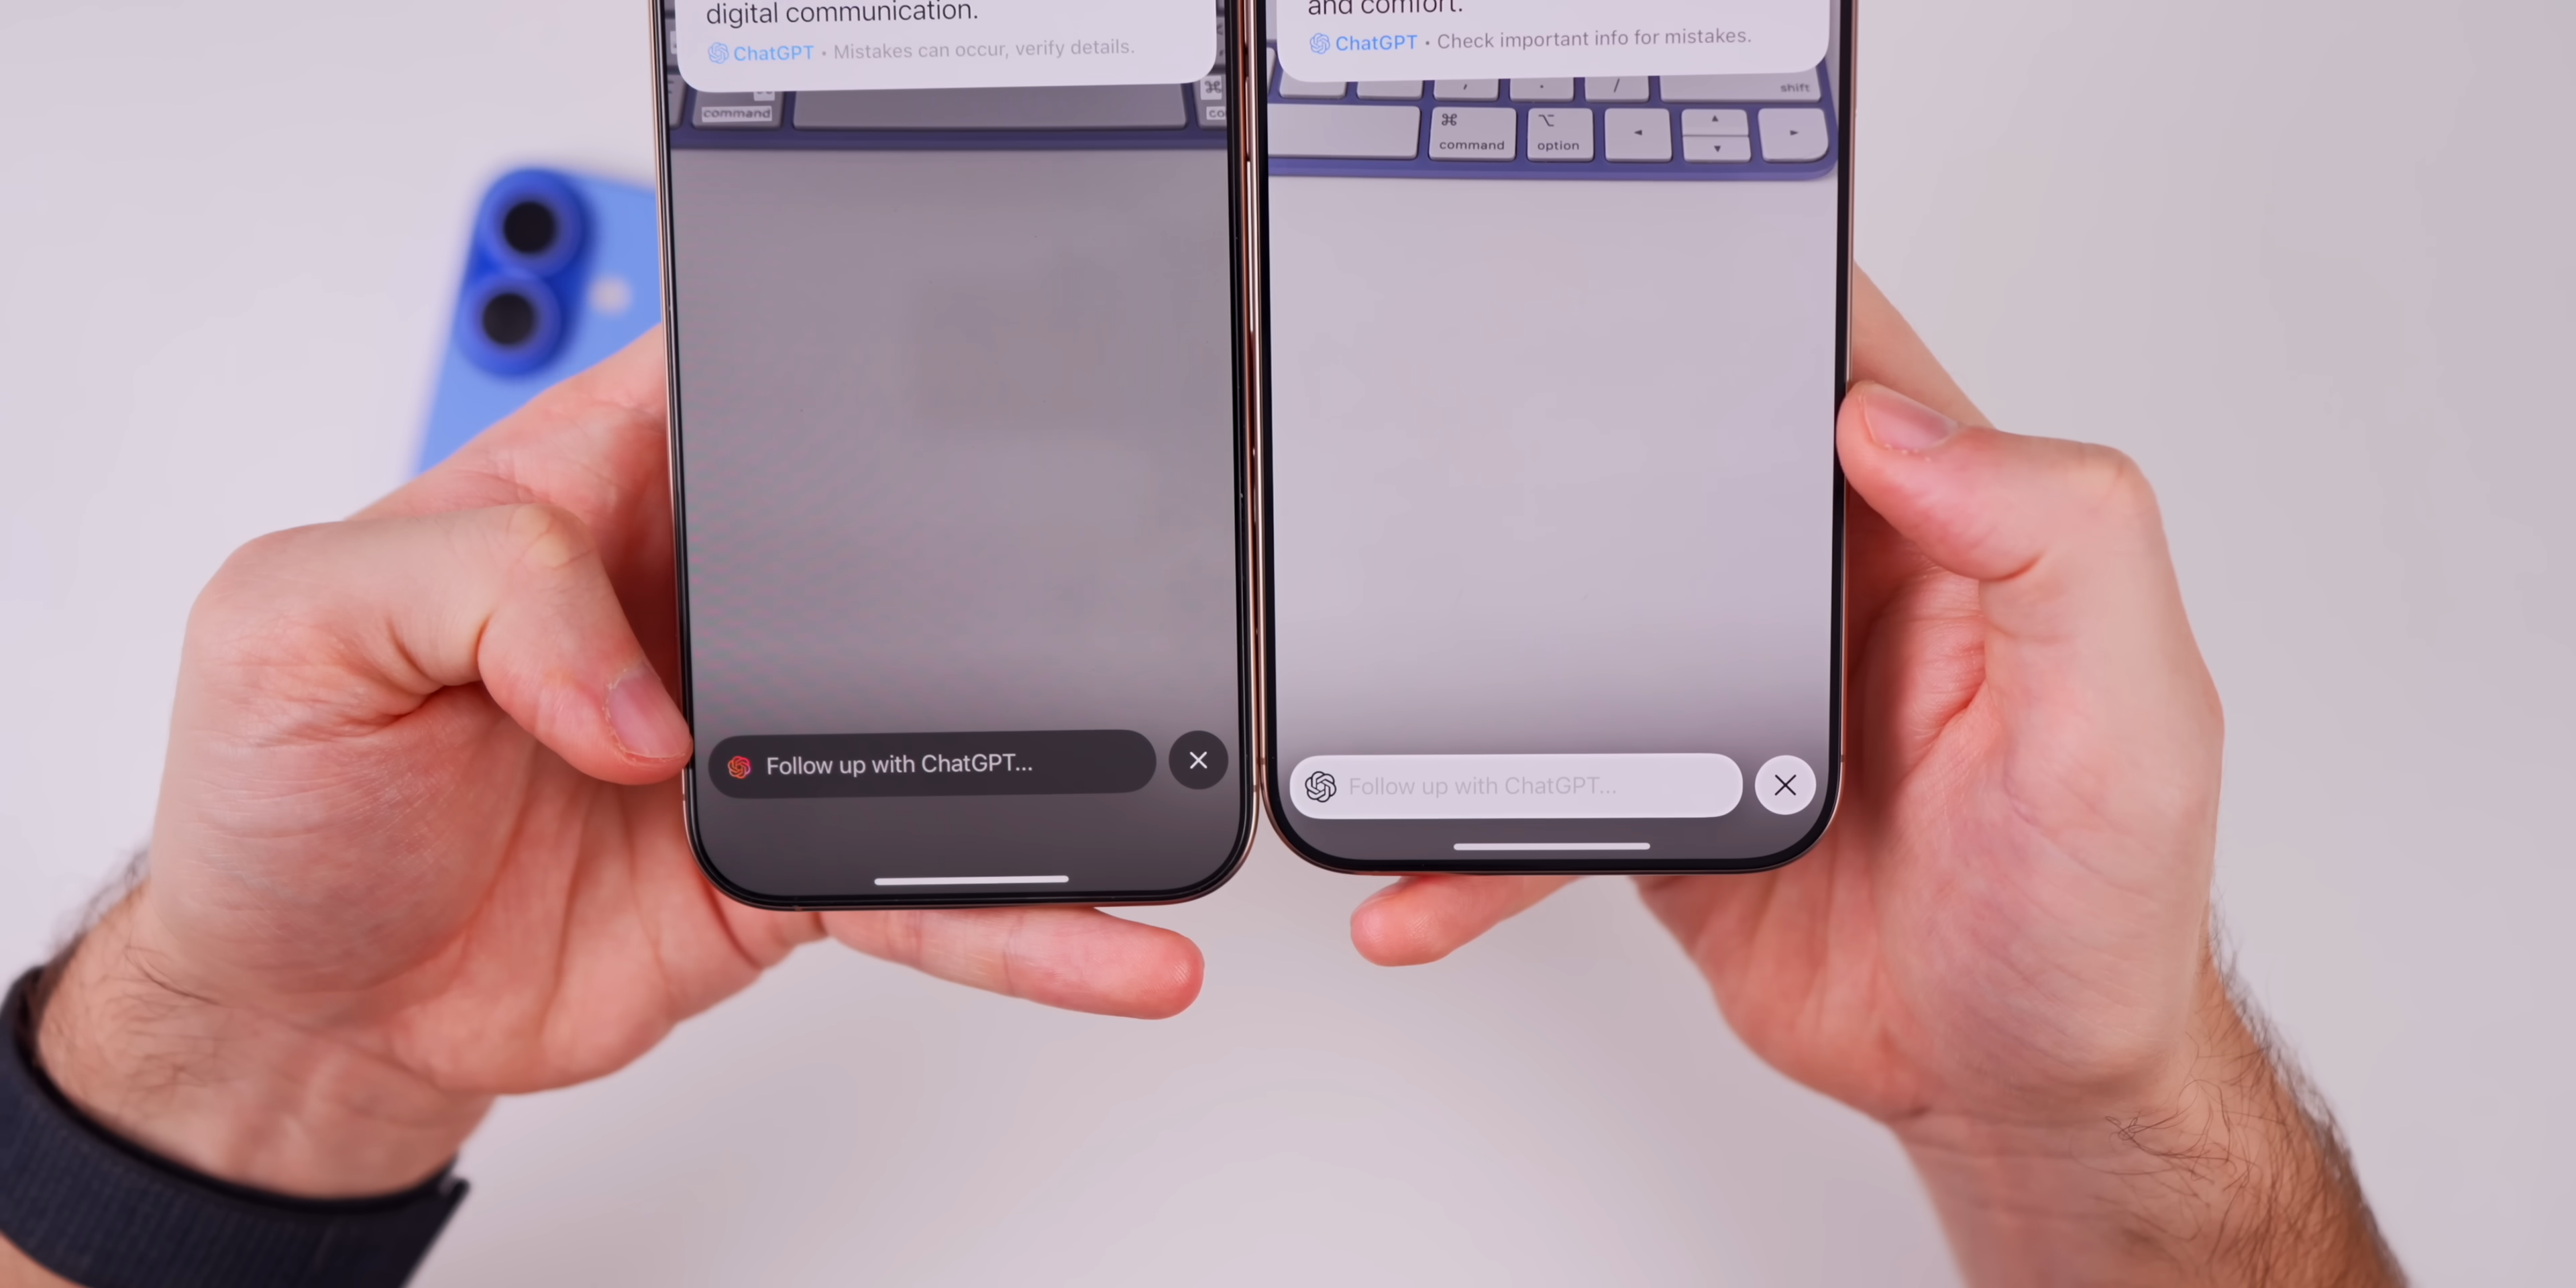 digital communication.
ChatGPT • Mistakes can occur, verify details.
command
Follow up with ChatGPT...
and comfort.
ChatGPT • Check important info for mistakes.
, . / shift
⌘ ⌥
command option
Follow up with ChatGPT...